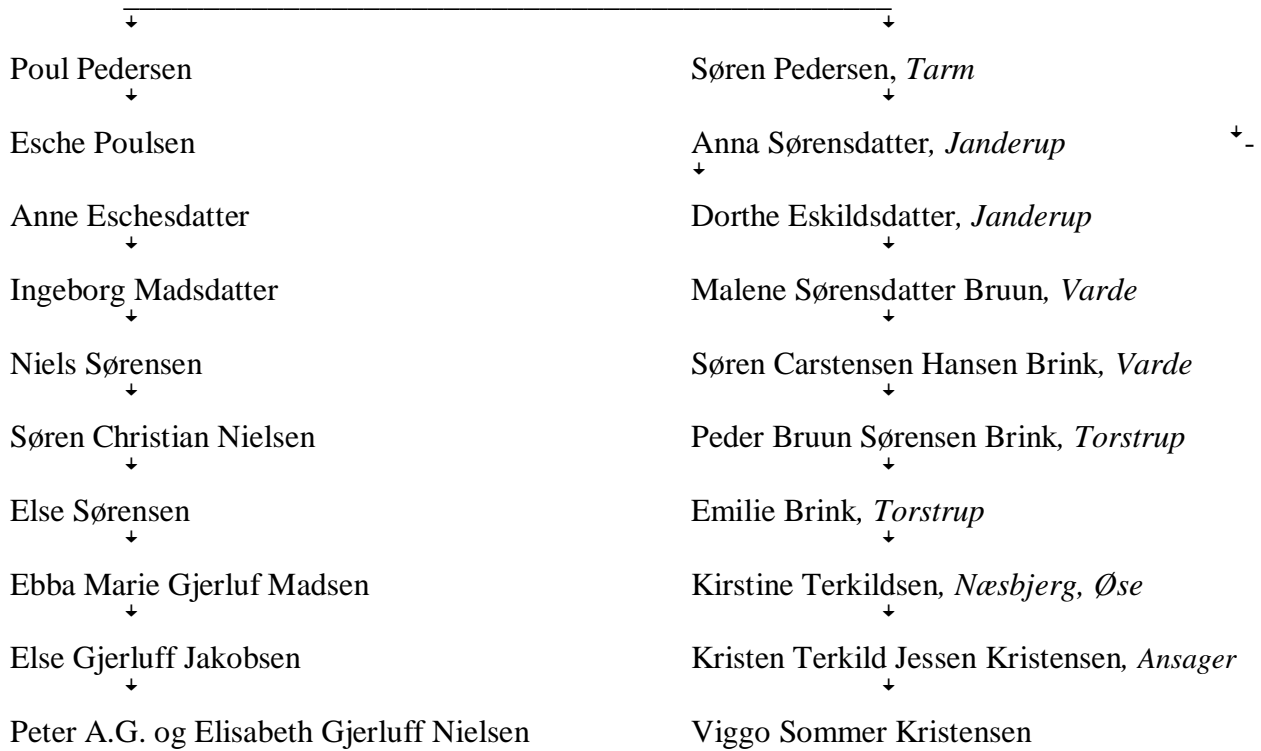 Poul Pedersen Søren Pedersen, Tarm
Esche Poulsen Anna Sørensdatter, Janderup -
Anne Eschesdatter Dorthe Eskildsdatter, Janderup
Ingeborg Madsdatter Malene Sørensdatter Bruun, Varde
Niels Sørensen Søren Carstensen Hansen Brink, Varde
Søren Christian Nielsen Peder Bruun Sørensen Brink, Torstrup
Else Sørensen Emilie Brink, Torstrup
Ebba Marie Gjerluf Madsen Kirstine Terkildsen, Næsbjerg, Øse
Else Gjerluff Jakobsen Kristen Terkild Jessen Kristensen, Ansager
Peter A.G. og Elisabeth Gjerluff Nielsen Viggo Sommer Kristensen